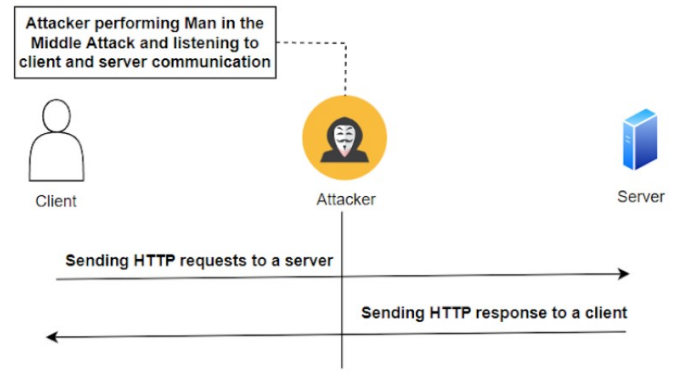 Attacker performing Man in the
Middle Attack and listening to
client and server communication
Client
Attacker
Server
Sending HTTP requests to a server
Sending HTTP response to a client